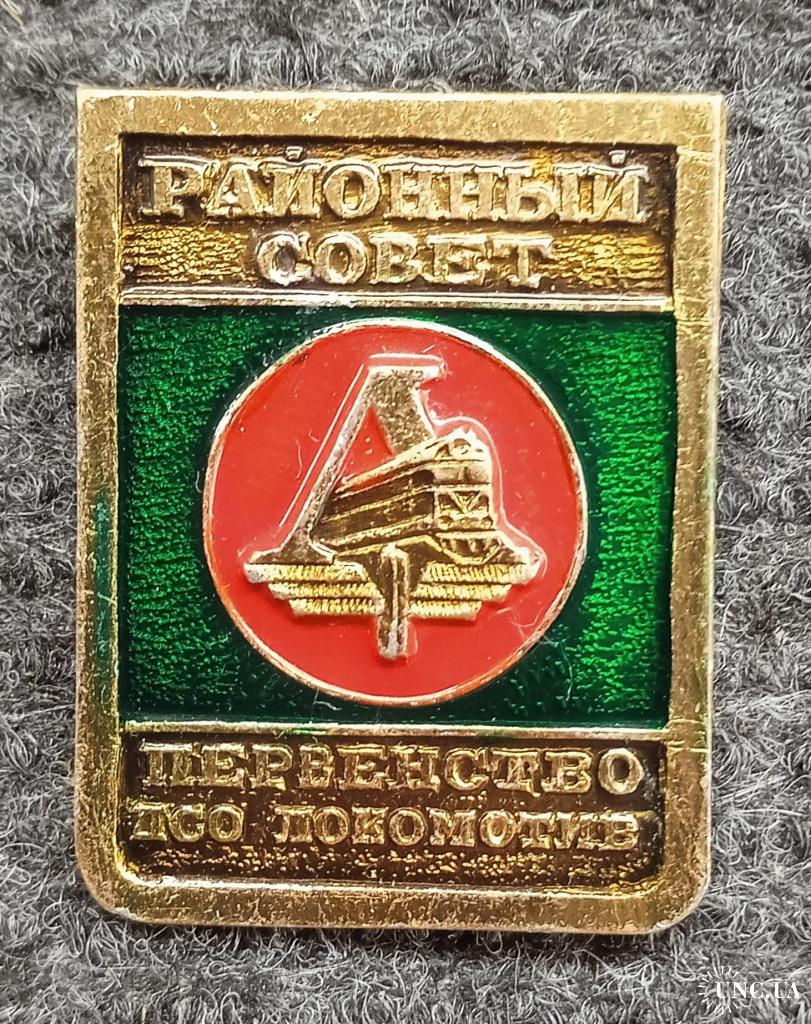 РАЙОННЫЙ
СОВЕТ
Л
ПЕРВЕНСТВО
ДСО ЛОКОМОТИВ
UNC.UA